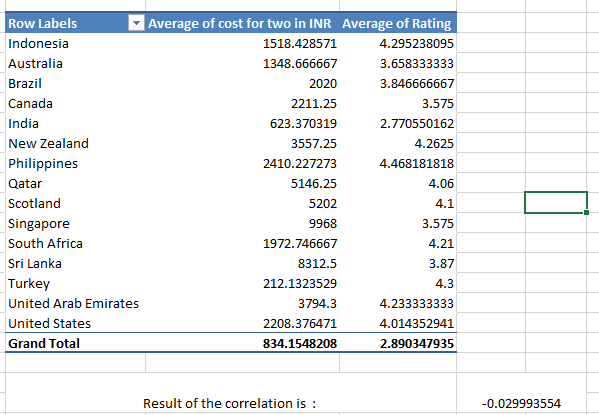 Row Labels Average of cost for two in INR Average of Rating
Indonesia 1518.428571 4.295238095
Australia 1348.666667 3.658333333
Brazil 2020 3.846666667
Canada 2211.25 3.575
India 623.370319 2.770550162
New Zealand 3557.25 4.2625
Philippines 2410.227273 4.468181818
Qatar 5146.25 4.06
Scotland 5202 4.1
Singapore 9968 3.575
South Africa 1972.746667 4.21
Sri Lanka 8312.5 3.87
Turkey 212.1323529 4.3
United Arab Emirates 3794.3 4.233333333
United States 2208.376471 4.014352941
Grand Total 834.1548208 2.890347935
Result of the correlation is : -0.029993554